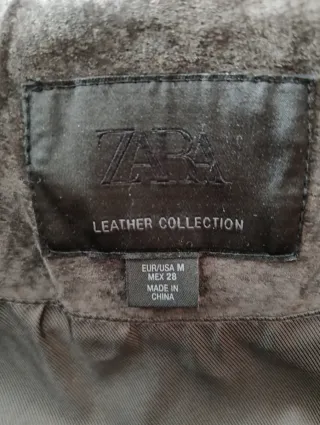 ZARA
LEATHER COLLECTION
EUR/USA M
MEX 28
MADE IN
CHINA